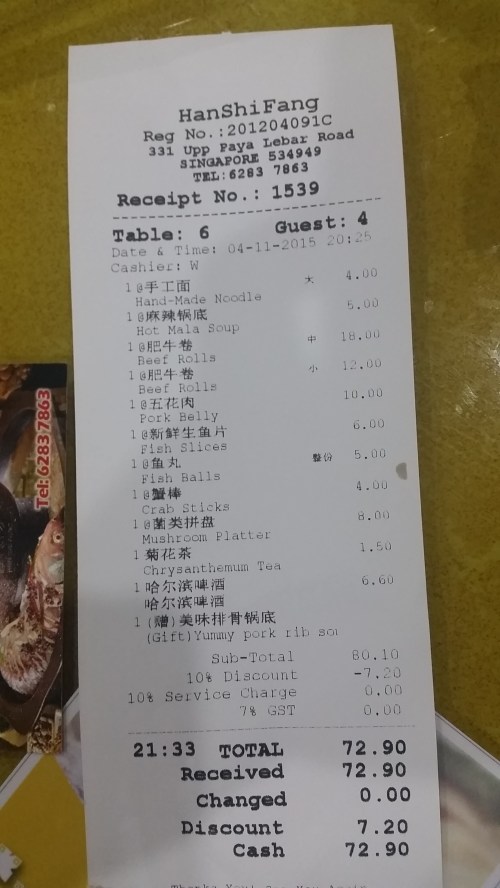 HanShiFang
Reg No.:201204091C
331 Upp Paya Lebar Road
SINGAPORE 534949
TEL:6283 7863
Receipt No.: 1539
Table: 6 Guest: 4
Date & Time: 04-11-2015 20:25
Cashier: W
1 @手工面 大 4.00
Hand-Made Noodle
1 @麻辣锅底 5.00
Hot Mala Soup
1 @肥牛卷 中 18.00
Beef Rolls
1 @肥牛卷 小 12.00
Beef Rolls
1 @五花肉 10.00
Pork Belly
1 @新鲜生鱼片 6.00
Fish Slices
1 @鱼丸 整份 5.00
Fish Balls
1 @蟹棒 4.00
Crab Sticks
1 @菌类拼盘 8.00
Mushroom Platter
1 菊花茶 1.50
Chrysanthemum Tea
1 哈尔滨啤酒 6.60
哈尔滨啤酒
1 (赠)美味排骨锅底
(Gift)Yummy pork rib sou
Sub-Total 80.10
10% Discount -7.20
10% Service Charge 0.00
7% GST 0.00
21:33 TOTAL 72.90
Received 72.90
Changed 0.00
Discount 7.20
Cash 72.90
Tel: 6283 7863